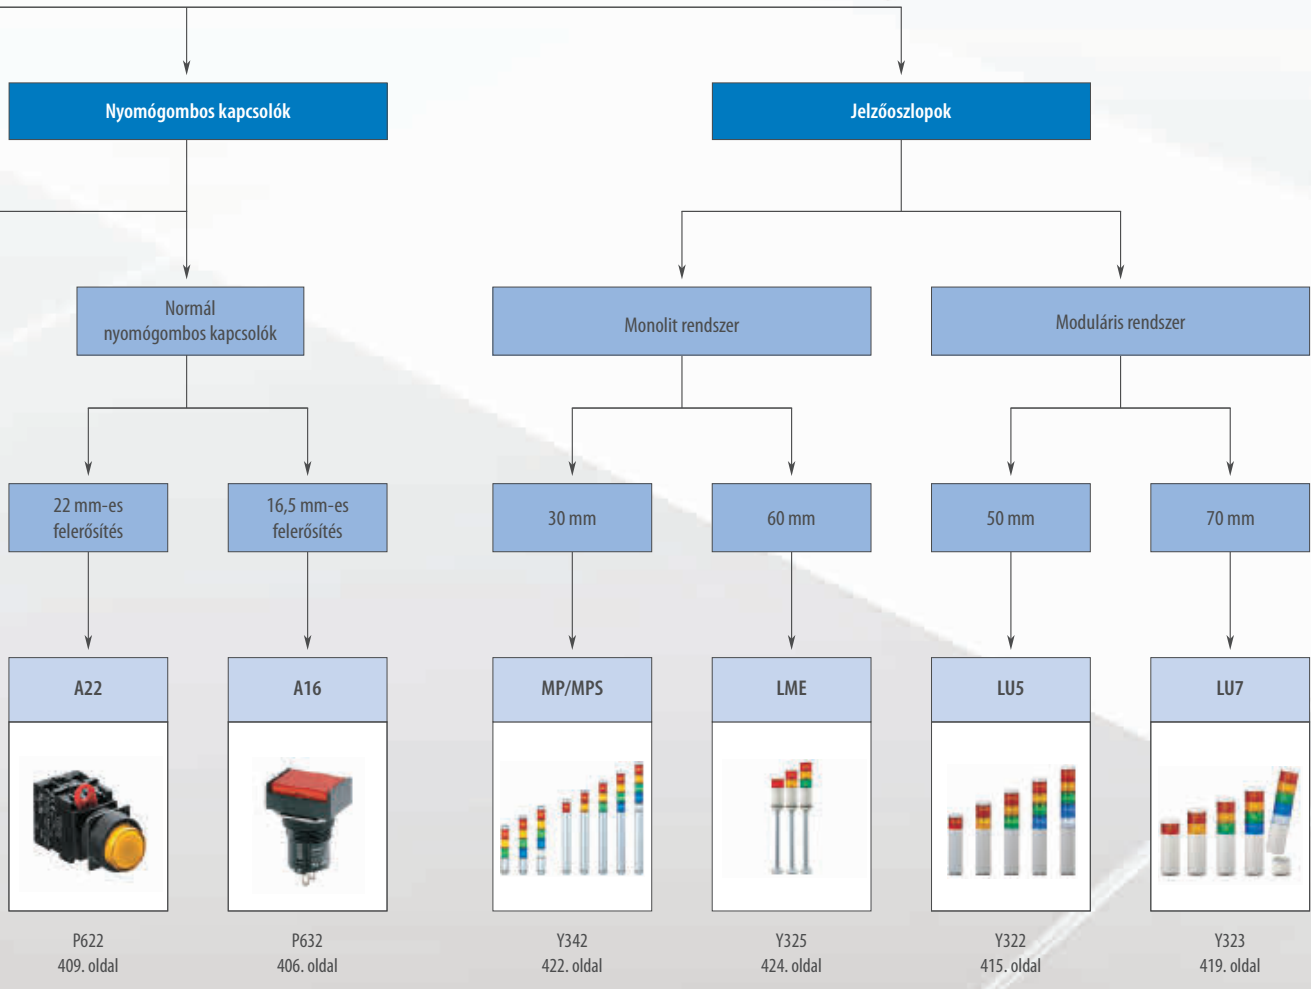 Nyomógombos kapcsolók
Jelzőoszlopok
Normál
nyomógombos kapcsolók
Monolit rendszer
Moduláris rendszer
22 mm-es
felerősítés
16,5 mm-es
felerősítés
30 mm
60 mm
50 mm
70 mm
A22
A16
MP/MPS
LME
LU5
LU7
P622
409. oldal
P632
406. oldal
Y342
422. oldal
Y325
424. oldal
Y322
415. oldal
Y323
419. oldal